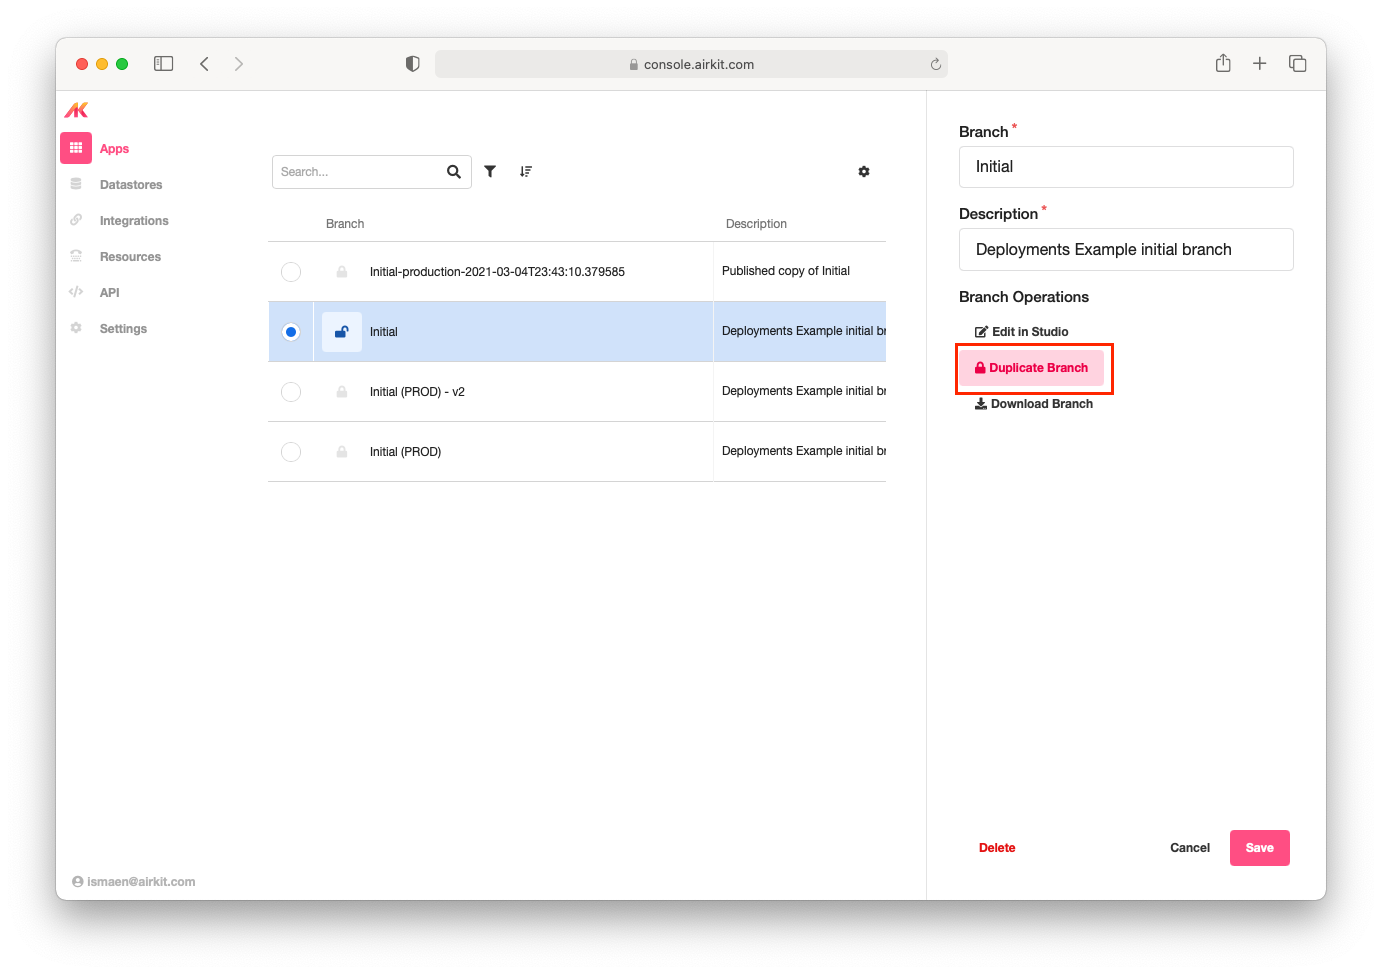 console.airkit.com
AK
Apps
Datastores
Integrations
Resources
API
Settings
ismaen@airkit.com
Search...
Branch Description
Initial-production-2021-03-04T23:43:10.379585 Published copy of Initial
Initial Deployments Example initial br
Initial (PROD) - v2 Deployments Example initial br
Initial (PROD) Deployments Example initial br
Branch *
Initial
Description *
Deployments Example initial branch
Branch Operations
Edit in Studio
Duplicate Branch
Download Branch
Delete Cancel Save